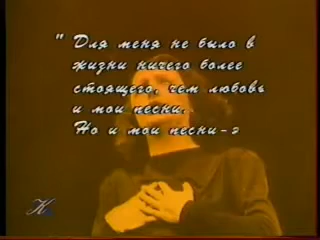 " Для меня не было в
жизни ничего более
стоящего, чем любовь
и мои песни.
Но и мои песни-э
К